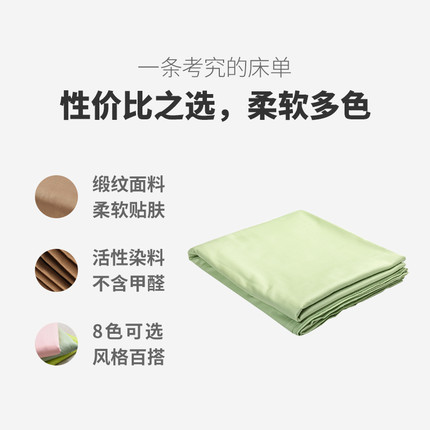 一条考究的床单
性价比之选，柔软多色
缎纹面料
柔软贴肤
活性染料
不含甲醛
8色可选
风格百搭